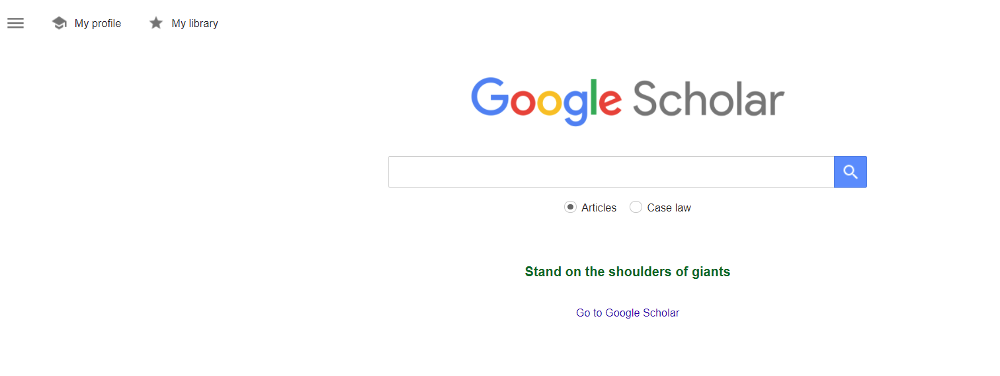 My profile My library
Google Scholar
Articles Case law
Stand on the shoulders of giants
Go to Google Scholar